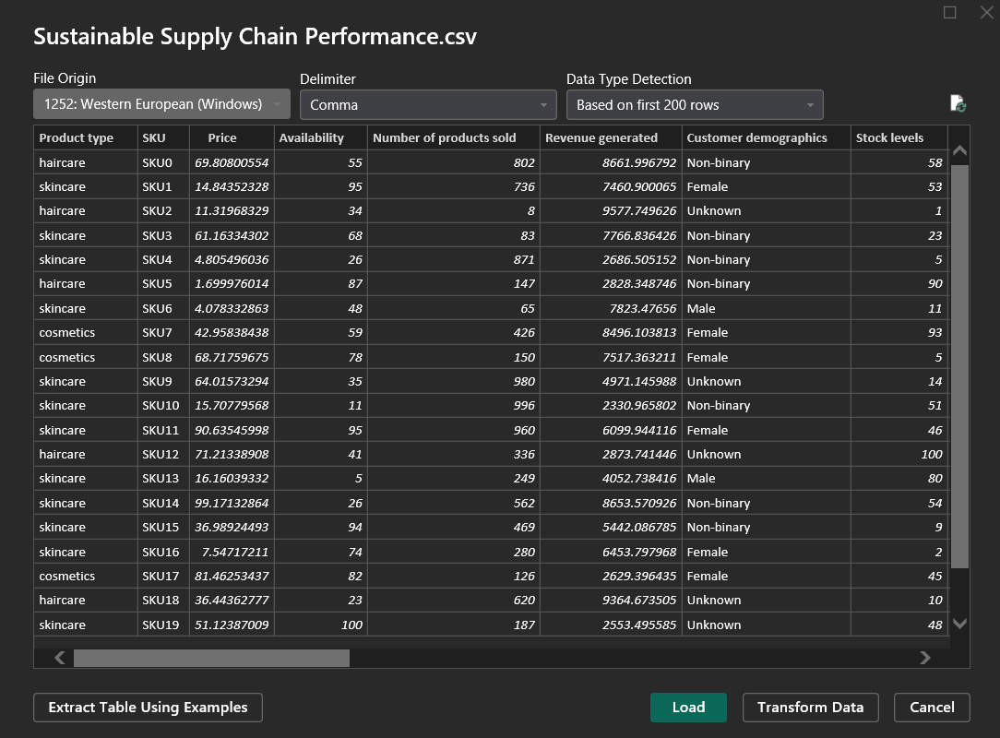 Sustainable Supply Chain Performance.csv
File Origin Delimiter Data Type Detection
1252: Western European (Windows) Comma Based on first 200 rows
Product type SKU Price Availability Number of products sold Revenue generated Customer demographics Stock levels
haircare SKU0 69.80800554 55 802 8661.996792 Non-binary 58
skincare SKU1 14.84352328 95 736 7460.900065 Female 53
haircare SKU2 11.31968329 34 8 9577.749626 Unknown 1
skincare SKU3 61.16334302 68 83 7766.836426 Non-binary 23
skincare SKU4 4.805496036 26 871 2686.505152 Non-binary 5
haircare SKU5 1.699976014 87 147 2828.348746 Non-binary 90
skincare SKU6 4.078332863 48 65 7823.47656 Male 11
cosmetics SKU7 42.95838438 59 426 8496.103813 Female 93
cosmetics SKU8 68.71759675 78 150 7517.363211 Female 5
skincare SKU9 64.01573294 35 980 4971.145988 Unknown 14
skincare SKU10 15.70779568 11 996 2330.965802 Non-binary 51
skincare SKU11 90.63545998 95 960 6099.944116 Female 46
haircare SKU12 71.21338908 41 336 2873.741446 Unknown 100
skincare SKU13 16.16039332 5 249 4052.738416 Male 80
skincare SKU14 99.17132864 26 562 8653.570926 Non-binary 54
skincare SKU15 36.98924493 94 469 5442.086785 Non-binary 9
skincare SKU16 7.54717211 74 280 6453.797968 Female 2
cosmetics SKU17 81.46253437 82 126 2629.396435 Female 45
haircare SKU18 36.44362777 23 620 9364.673505 Unknown 10
skincare SKU19 51.12387009 100 187 2553.495585 Unknown 48
Extract Table Using Examples Load Transform Data Cancel